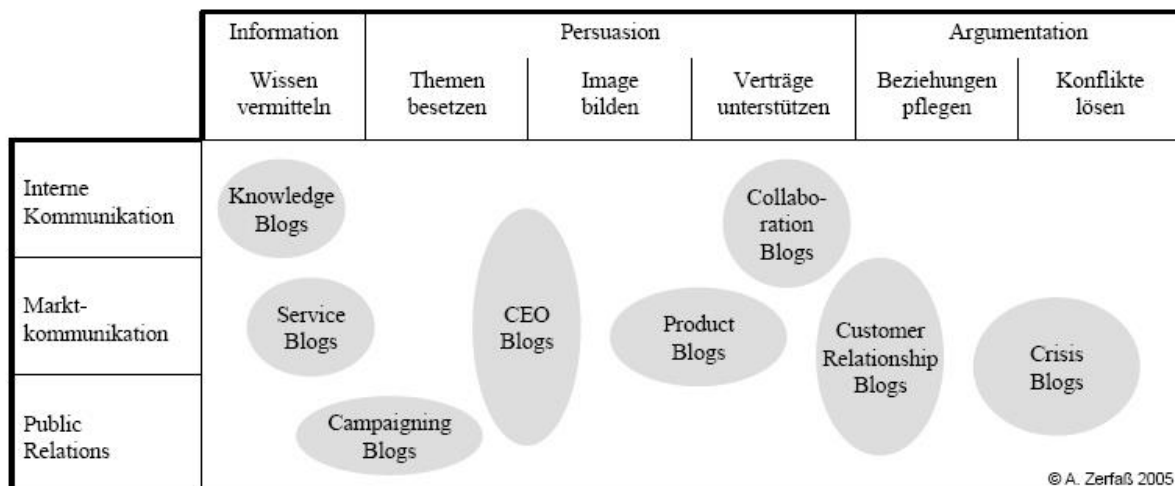 Information
Persuasion
Argumentation
Wissen
vermitteln
Themen
besetzen
Image
bilden
Verträge
unterstützen
Beziehungen
pflegen
Konflikte
lösen
Interne
Kommunikation
Knowledge
Blogs
Collabo-
ration
Blogs
Markt-
kommunikation
Service
Blogs
CEO
Blogs
Product
Blogs
Customer
Relationship
Blogs
Crisis
Blogs
Public
Relations
Campaigning
Blogs
© A. Zerfaß 2005